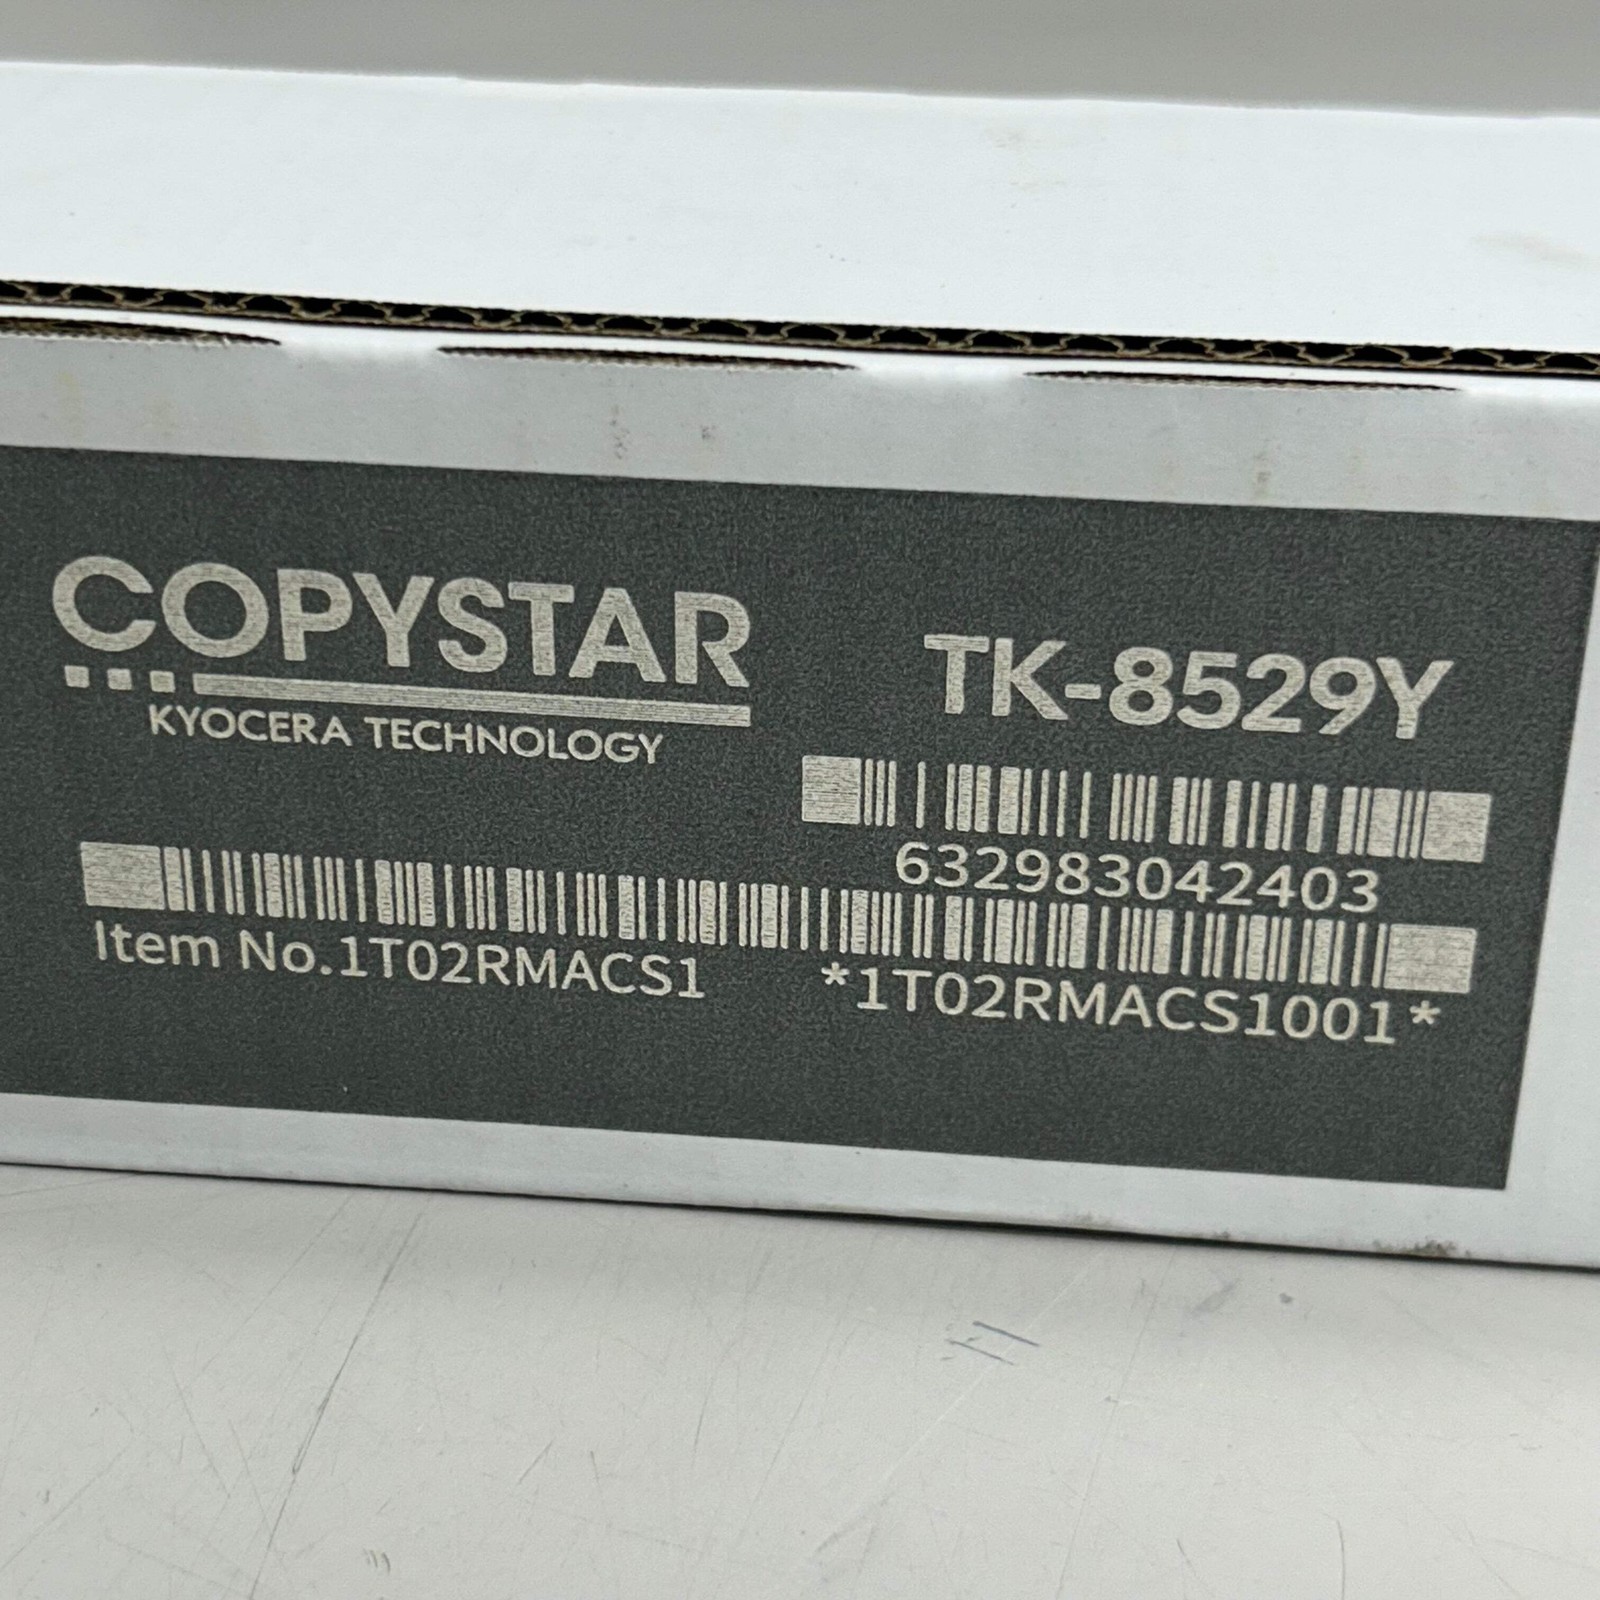 COPYSTAR
KYOCERA TECHNOLOGY
TK-8529Y
632983042403
Item No.1T02RMACS1
*1T02RMACS1001*